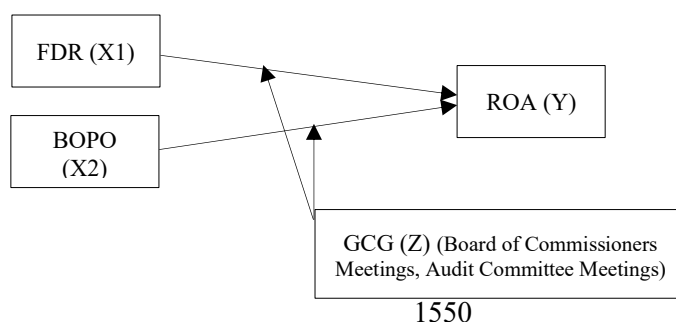 FDR (X1)
ROA (Y)
BOPO
(X2)
GCG (Z) (Board of Commissioners
Meetings, Audit Committee Meetings)
1550